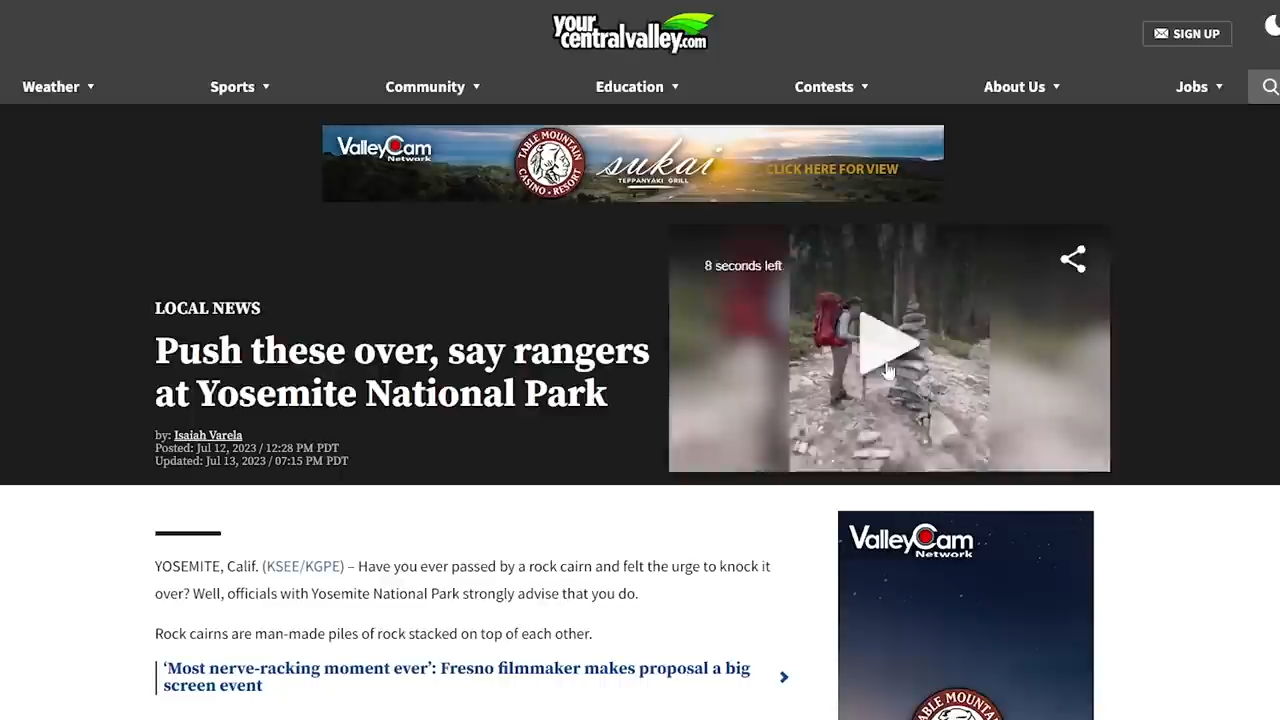 your
centralvalley.com
SIGN UP
Weather
Sports
Community
Education
Contests
About Us
Jobs
ValleyCam
Network
TABLE MOUNTAIN
CASINO • RESORT
sukai
TEPPANYAKI GRILL
CLICK HERE FOR VIEW
8 seconds left
LOCAL NEWS
Push these over, say rangers
at Yosemite National Park
by: Isaiah Varela
Posted: Jul 12, 2023 / 12:28 PM PDT
Updated: Jul 13, 2023 / 07:15 PM PDT
YOSEMITE, Calif. (KSEE/KGPE) – Have you ever passed by a rock cairn and felt the urge to knock it
over? Well, officials with Yosemite National Park strongly advise that you do.
Rock cairns are man-made piles of rock stacked on top of each other.
‘Most nerve-racking moment ever’: Fresno filmmaker makes proposal a big
screen event
ValleyCam
Network
ABLE MOUNTA